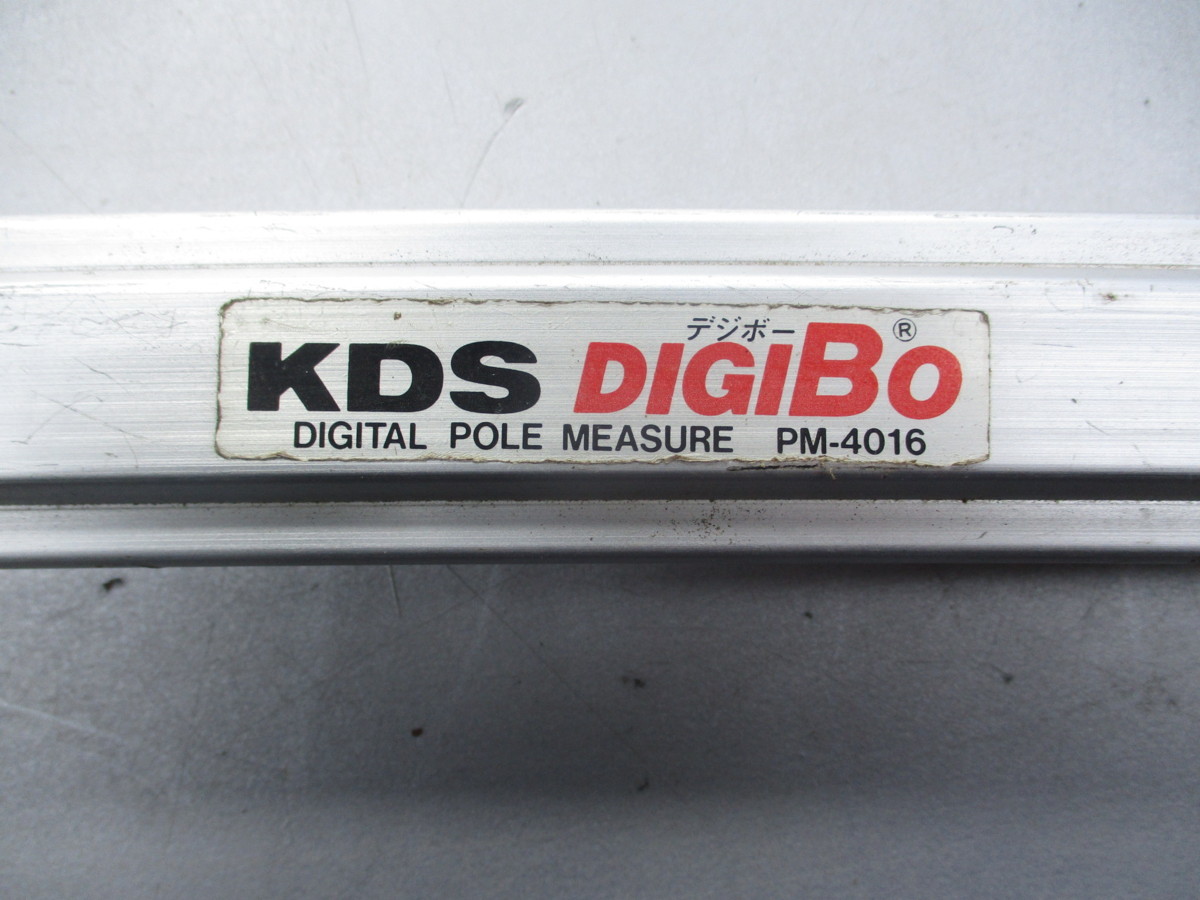 デジボー
KDS DIGIBO®
DIGITAL POLE MEASURE PM-4016